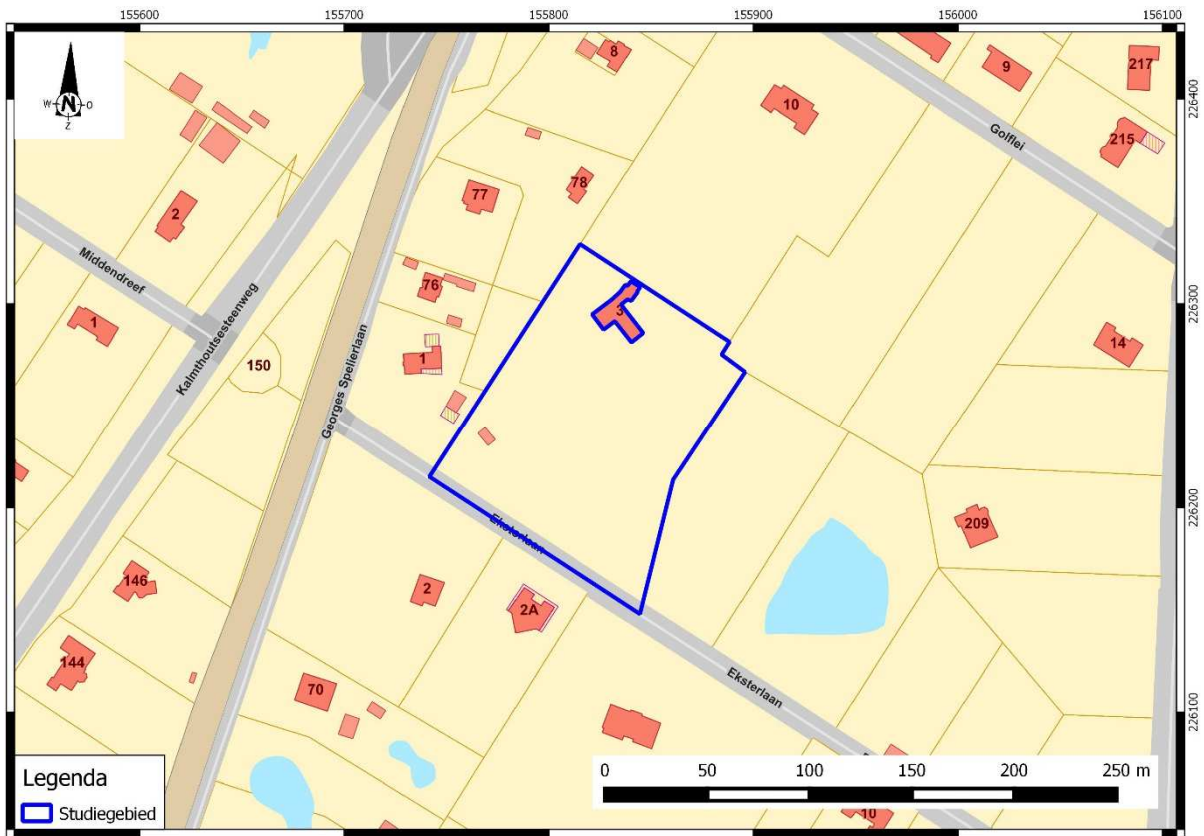 155600 155700 155800 155900 156000 156100
226400
226300
226200
226100
W N O
Z
8
9
217
10
Golflei
215
2
77
78
Middendreef
76
3
1
Kalmthoutsesteenweg
150
Georges Spelierlaan
1
14
Eksterlaan
209
146
2
2A
144
70
Eksterlaan
10
Legenda
Studiegebied
0 50 100 150 200 250 m